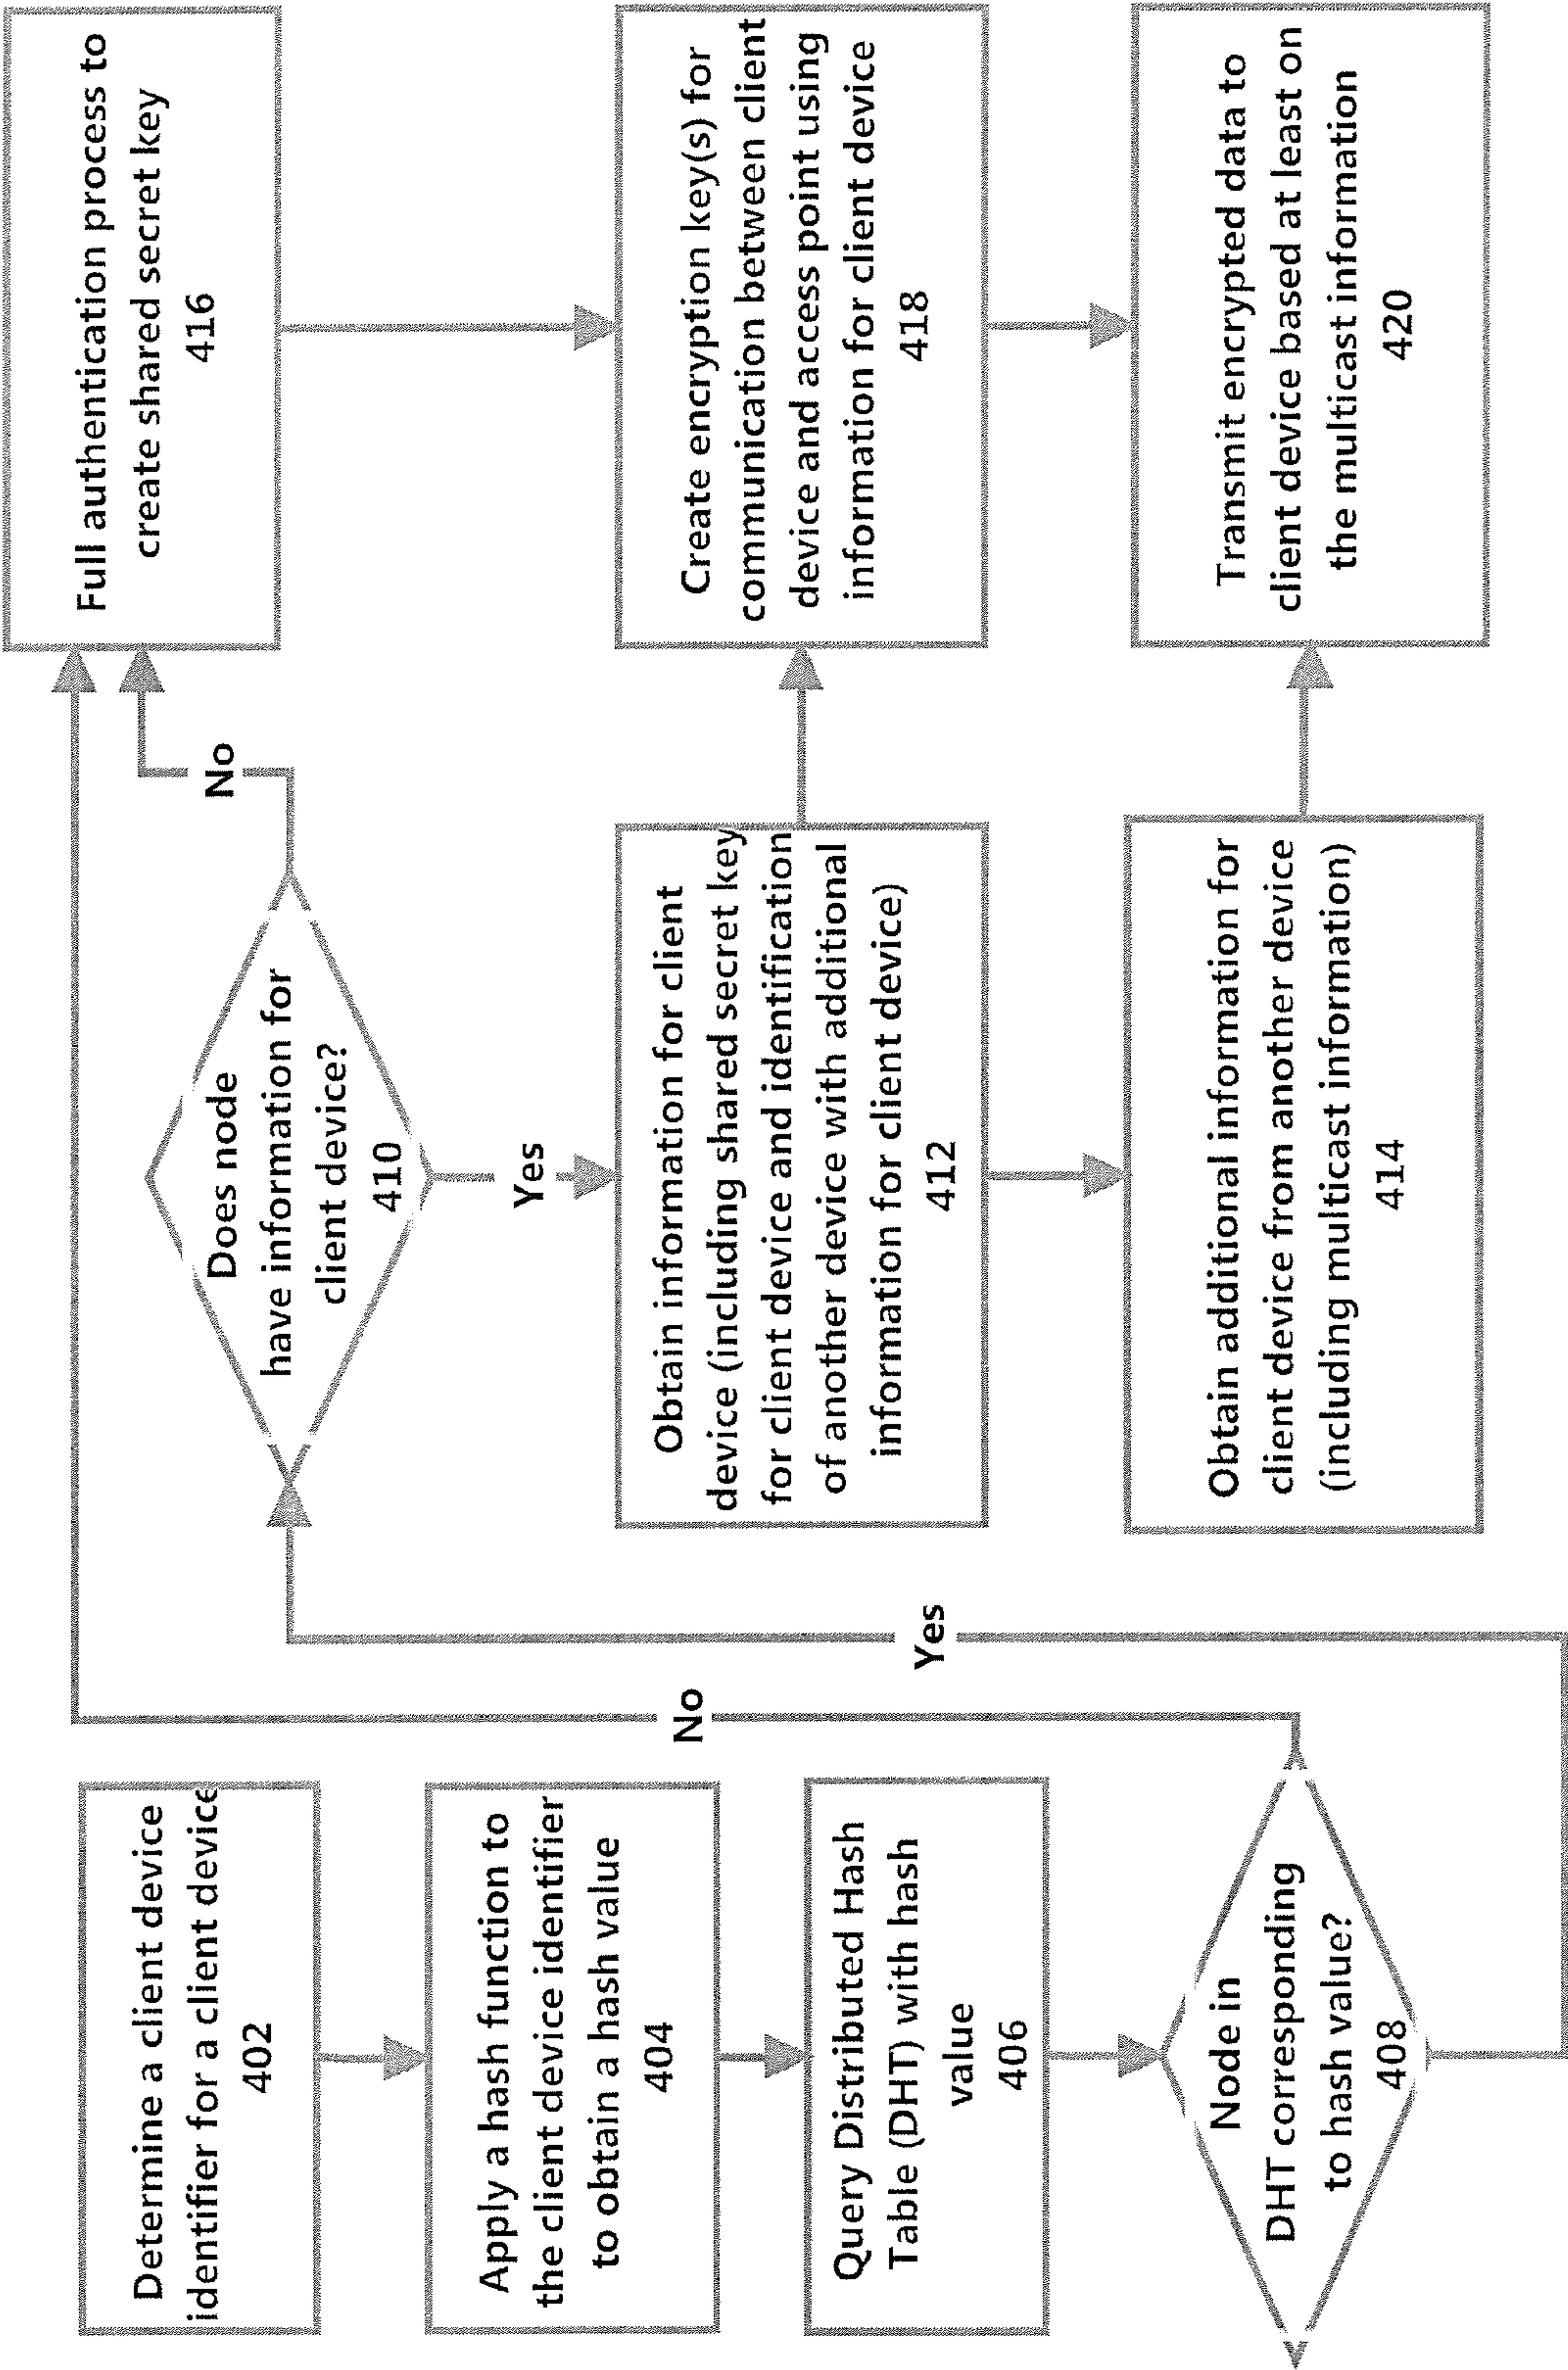 Determine a client device
identifier for a client device
402
Apply a hash function to
the client device identifier
to obtain a hash value
404
Query Distributed Hash
Table (DHT) with hash
value
406
Node in
DHT corresponding
to hash value?
408
No
Yes
Does node
have information for
client device?
410
No
Yes
Obtain information for client
device (including shared secret key
for client device and identification
of another device with additional
information for client device)
412
Obtain additional information for
client device from another device
(including multicast information)
414
Full authentication process to
create shared secret key
416
Create encryption key(s) for
communication between client
device and access point using
information for client device
418
Transmit encrypted data to
client device based at least on
the multicast information
420